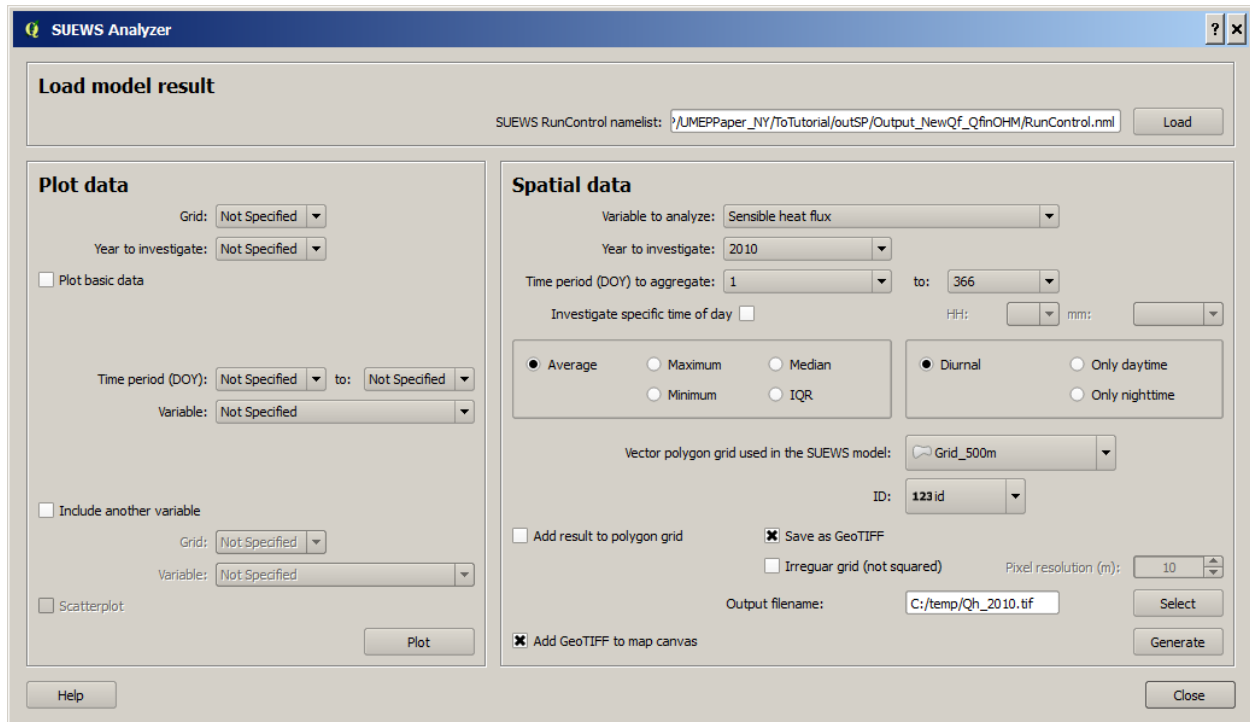 SUEWS Analyzer
Load model result
SUEWS RunControl namelist: ?/UMEPPaper_NY/ToTutorial/outSP/Output_NewQf_QfinOHM/RunControl.nml Load
Plot data
Grid: Not Specified
Year to investigate: Not Specified
Plot basic data
Time period (DOY): Not Specified to: Not Specified
Variable: Not Specified
Include another variable
Grid: Not Specified
Variable: Not Specified
Scatterplot
Plot
Spatial data
Variable to analyze: Sensible heat flux
Year to investigate: 2010
Time period (DOY) to aggregate: 1 to: 366
Investigate specific time of day HH: mm:
Average Maximum Median
Minimum IQR
Diurnal Only daytime
Only nighttime
Vector polygon grid used in the SUEWS model: Grid_500m
ID: 123 id
Add result to polygon grid Save as GeoTIFF
Irreguar grid (not squared) Pixel resolution (m): 10
Output filename: C:/temp/Qh_2010.tif Select
Add GeoTIFF to map canvas Generate
Help Close